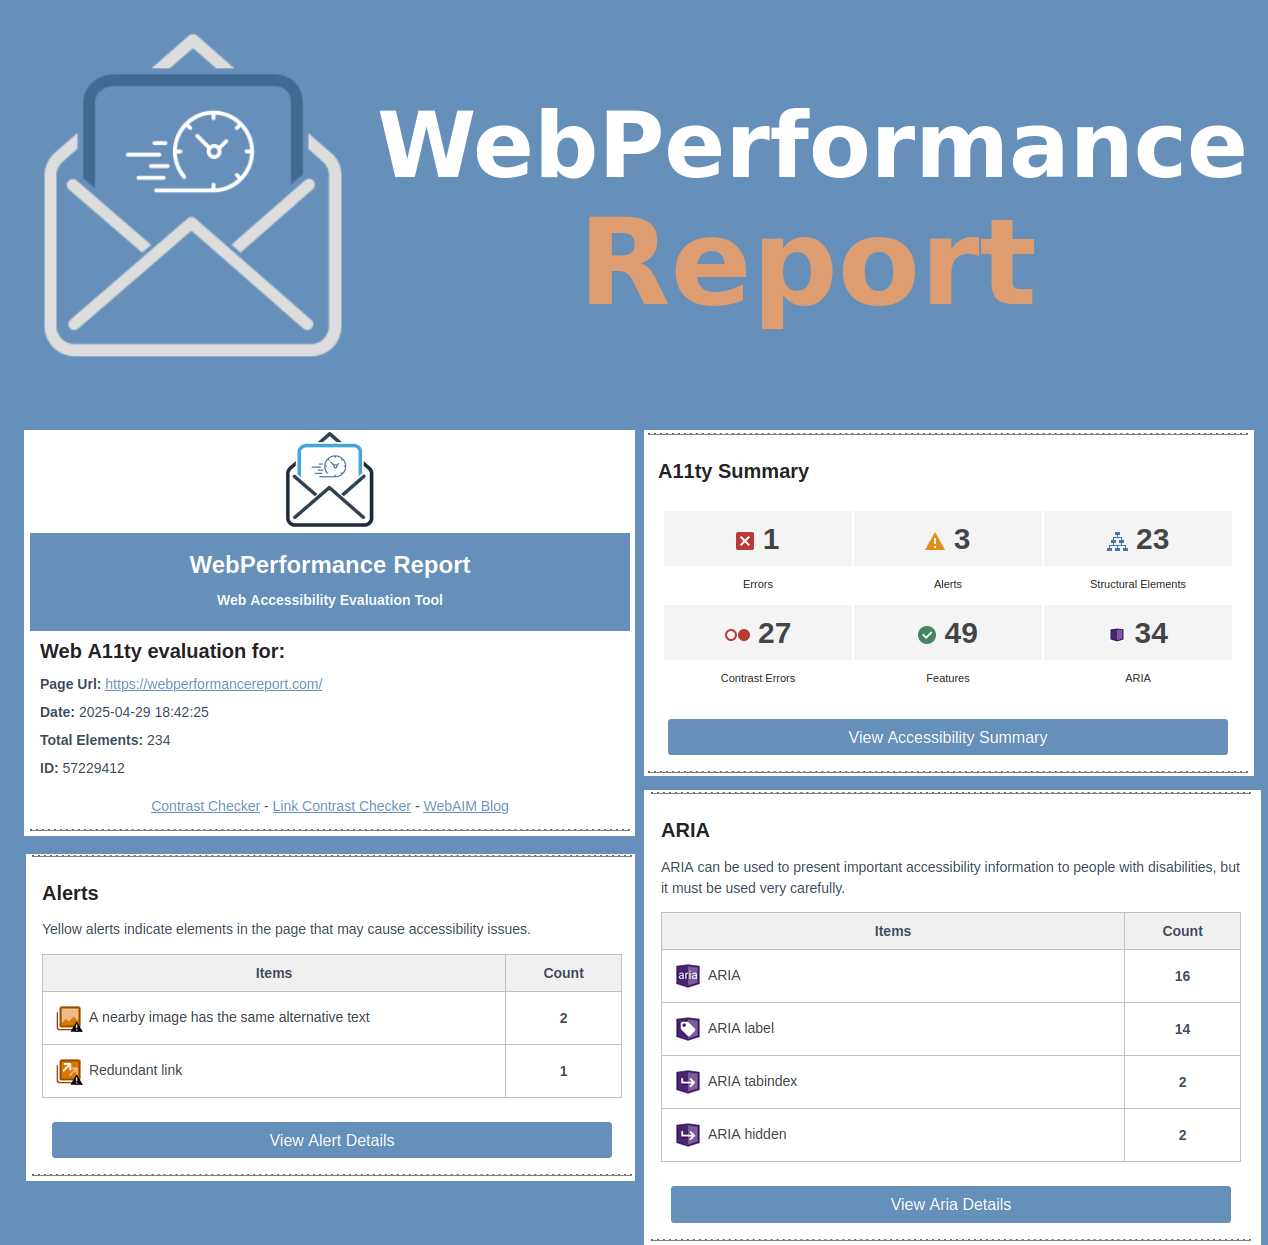 WebPerformance
Report
WebPerformance Report
Web Accessibility Evaluation Tool
Web A11ty evaluation for:
Page Url: https://webperformancereport.com/
Date: 2025-04-29 18:42:25
Total Elements: 234
ID: 57229412
Contrast Checker - Link Contrast Checker - WebAIM Blog
Alerts
Yellow alerts indicate elements in the page that may cause accessibility issues.
Items Count
A nearby image has the same alternative text 2
Redundant link 1
View Alert Details
A11ty Summary
1 3 23
Errors Alerts Structural Elements
27 49 34
Contrast Errors Features ARIA
View Accessibility Summary
ARIA
ARIA can be used to present important accessibility information to people with disabilities, but
it must be used very carefully.
Items Count
aria ARIA 16
ARIA label 14
ARIA tabindex 2
ARIA hidden 2
View Aria Details